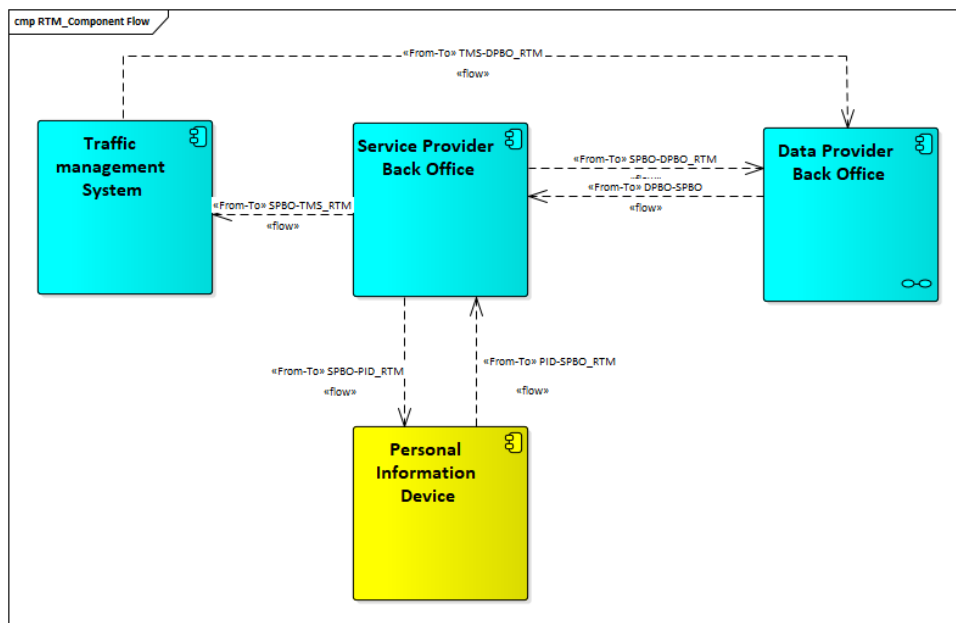 cmp RTM_Component Flow
«From-To» TMS-DPBO_RTM
«flow»
Traffic
management
System
Service Provider
Back Office
Data Provider
Back Office
«From-To» SPBO-DPBO_RTM
«flow»
«From-To» DPBO-SPBO
«flow»
«From-To» SPBO-TMS_RTM
«flow»
«From-To» SPBO-PID_RTM
«flow»
«From-To» PID-SPBO_RTM
«flow»
Personal
Information
Device